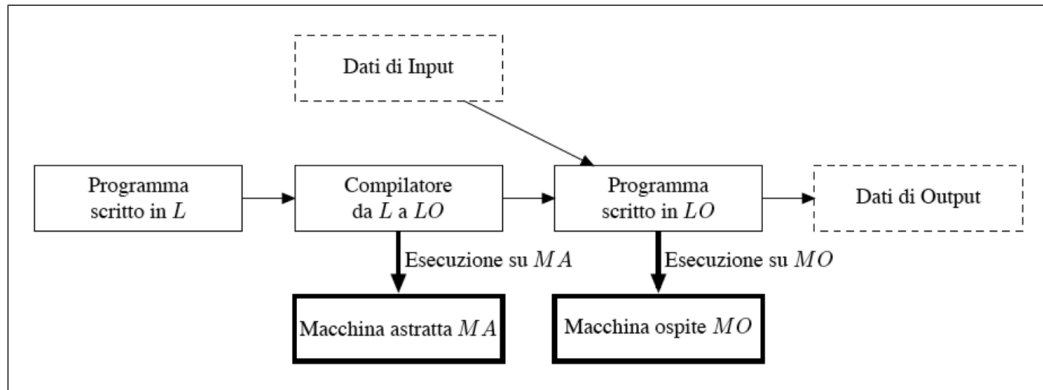 Dati di Input
Programma
scritto in L
Compilatore
da L a LO
Programma
scritto in LO
Dati di Output
Esecuzione su MA
Esecuzione su MO
Macchina astratta MA
Macchina ospite MO